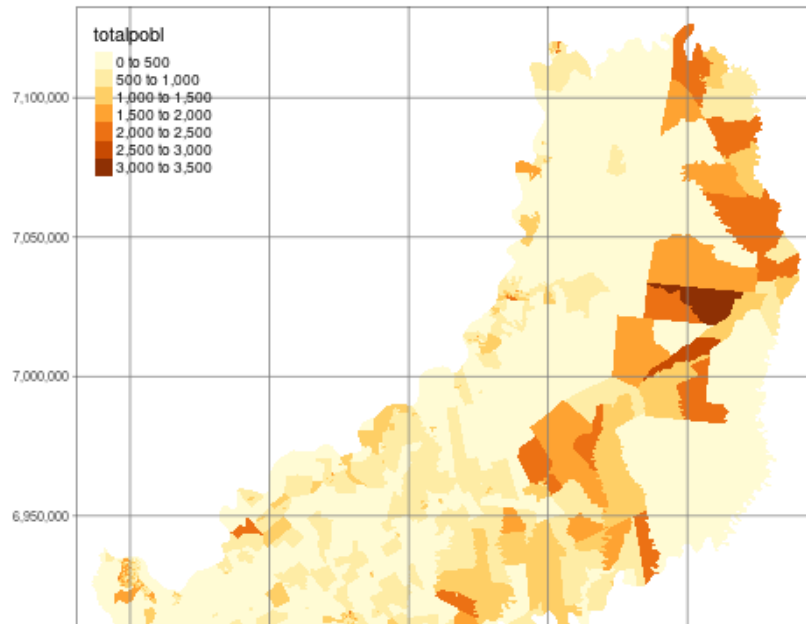 totalpobl
0 to 500
500 to 1,000
1,000 to 1,500
1,500 to 2,000
2,000 to 2,500
2,500 to 3,000
3,000 to 3,500
7,100,000
7,050,000
7,000,000
6,950,000